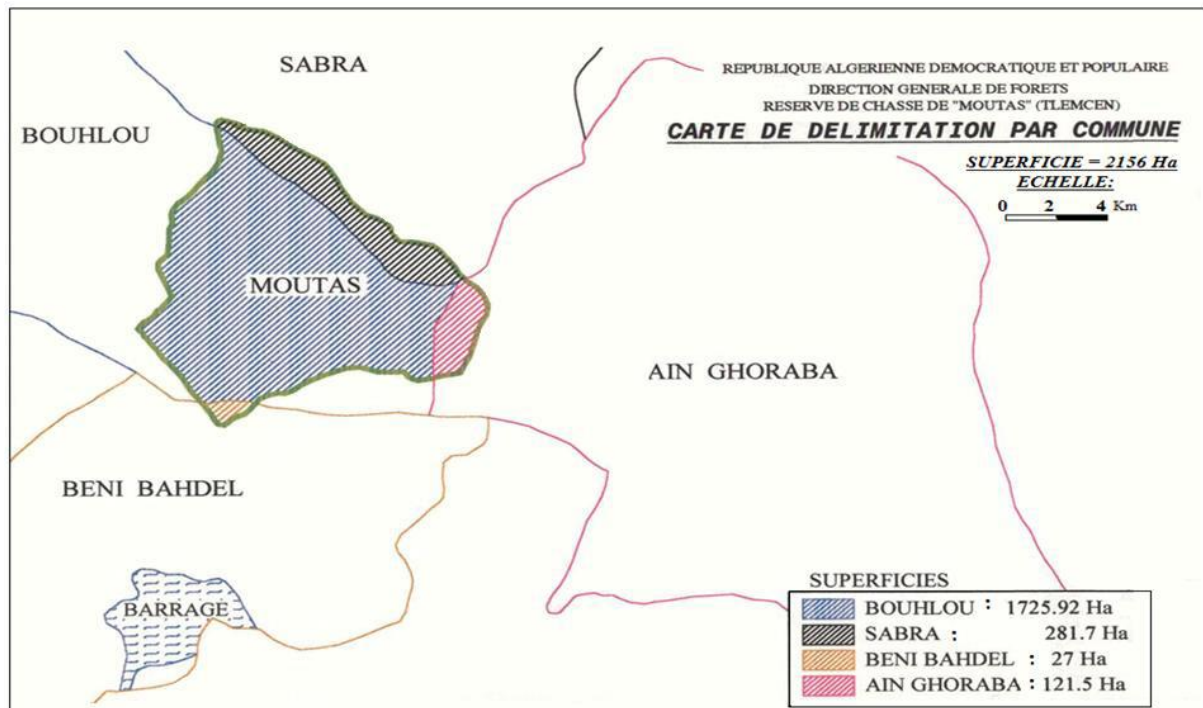 SABRA
REPUBLIQUE ALGERIENNE DEMOCRATIQUE ET POPULAIRE
DIRECTION GENERALE DE FORETS
RESERVE DE CHASSE DE "MOUTAS" (TLEMCEN)
CARTE DE DELIMITATION PAR COMMUNE
SUPERFICIE = 2156 Ha
ECHELLE:
0 2 4 Km
BOUHLOU
MOUTAS
AIN GHORABA
BENI BAHDEL
BARRAGE
SUPERFICIES
BOUHLOU : 1725.92 Ha
SABRA : 281.7 Ha
BENI BAHDEL : 27 Ha
AIN GHORABA : 121.5 Ha